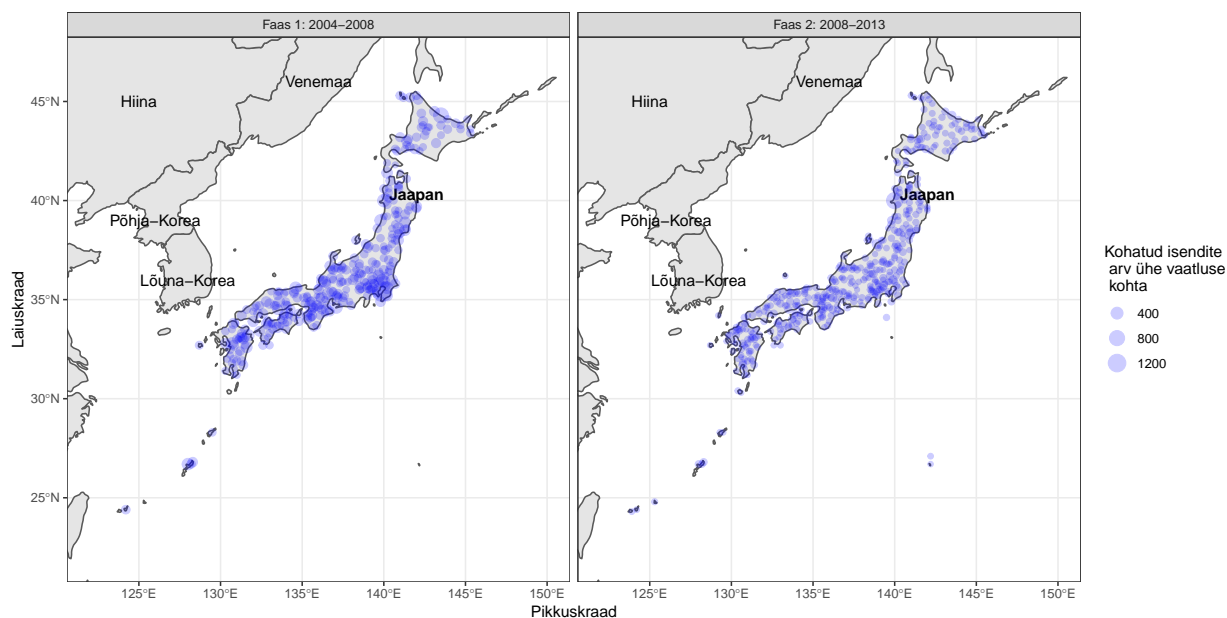 Faas 1: 2004−2008
Faas 2: 2008−2013
Hiina
Venemaa
Jaapan
Põhja−Korea
Lõuna−Korea
Hiina
Venemaa
Jaapan
Põhja−Korea
Lõuna−Korea
45°N
40°N
35°N
30°N
25°N
Laiuskraad
125°E 130°E 135°E 140°E 145°E 150°E
125°E 130°E 135°E 140°E 145°E 150°E
Pikkuskraad
Kohatud isendite
arv ühe vaatluse
kohta
400
800
1200